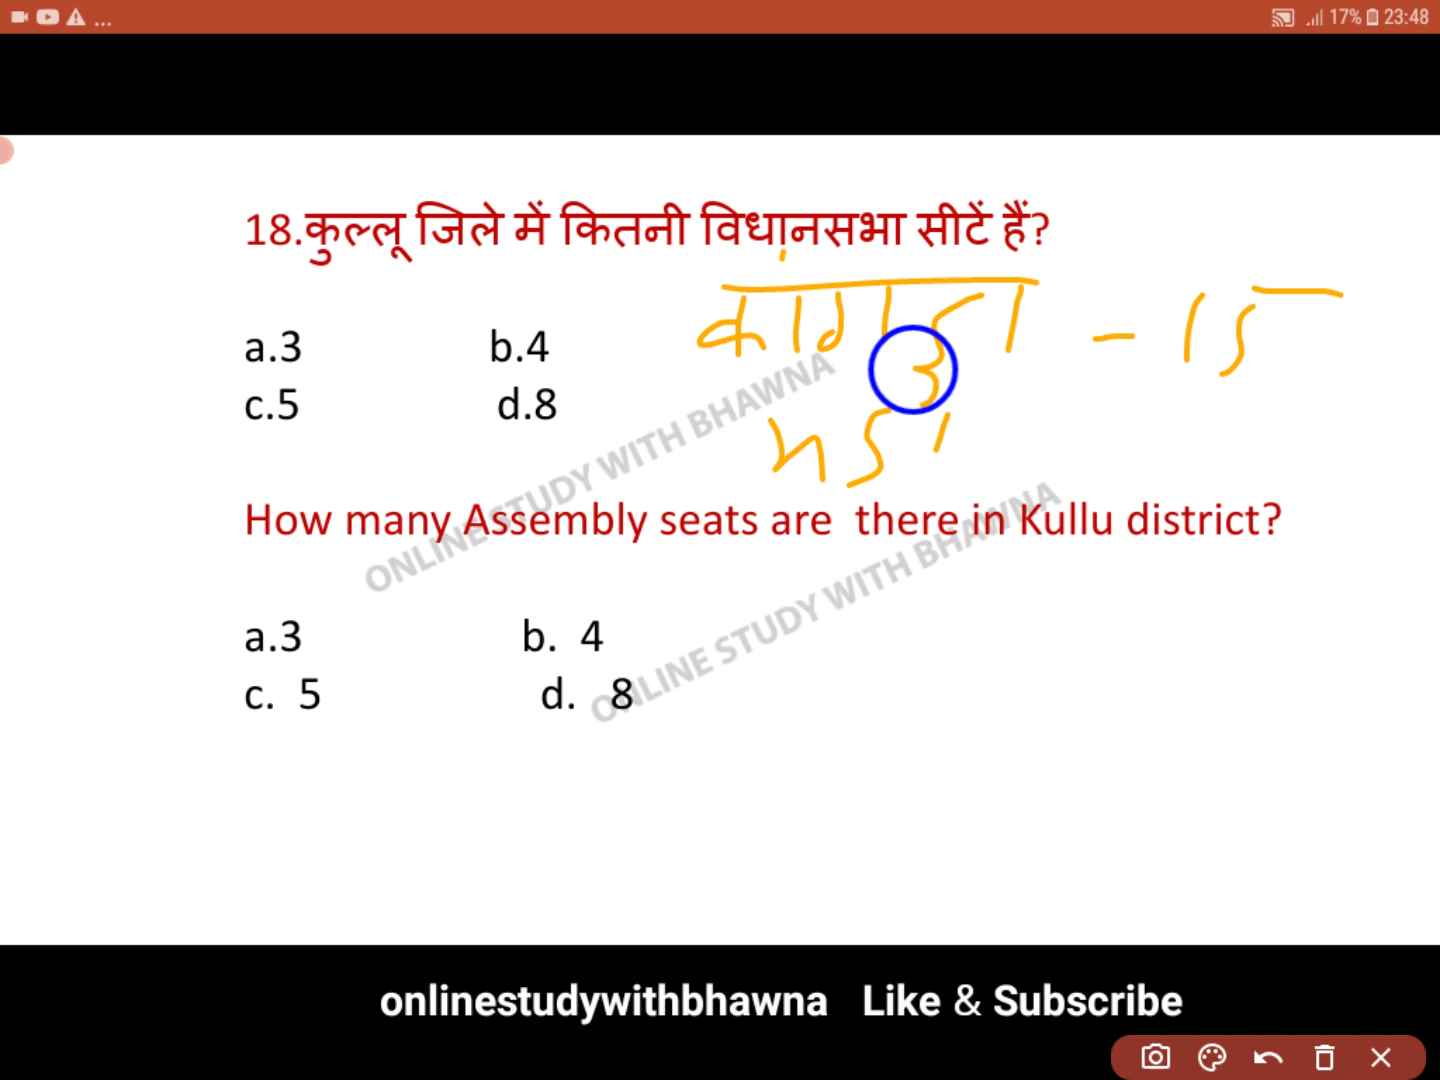 ... 17% 23:48
18.कुल्लू जिले में कितनी विधानसभा सीटें हैं?
कांगड़ा - 15
a.3 b.4
c.5 d.8
ONLINE STUDY WITH BHAWNA
How many Assembly seats are there in Kullu district?
ONLINE STUDY WITH BHAWNA
a.3 b. 4
c. 5 d. 8
onlinestudywithbhawna Like & Subscribe